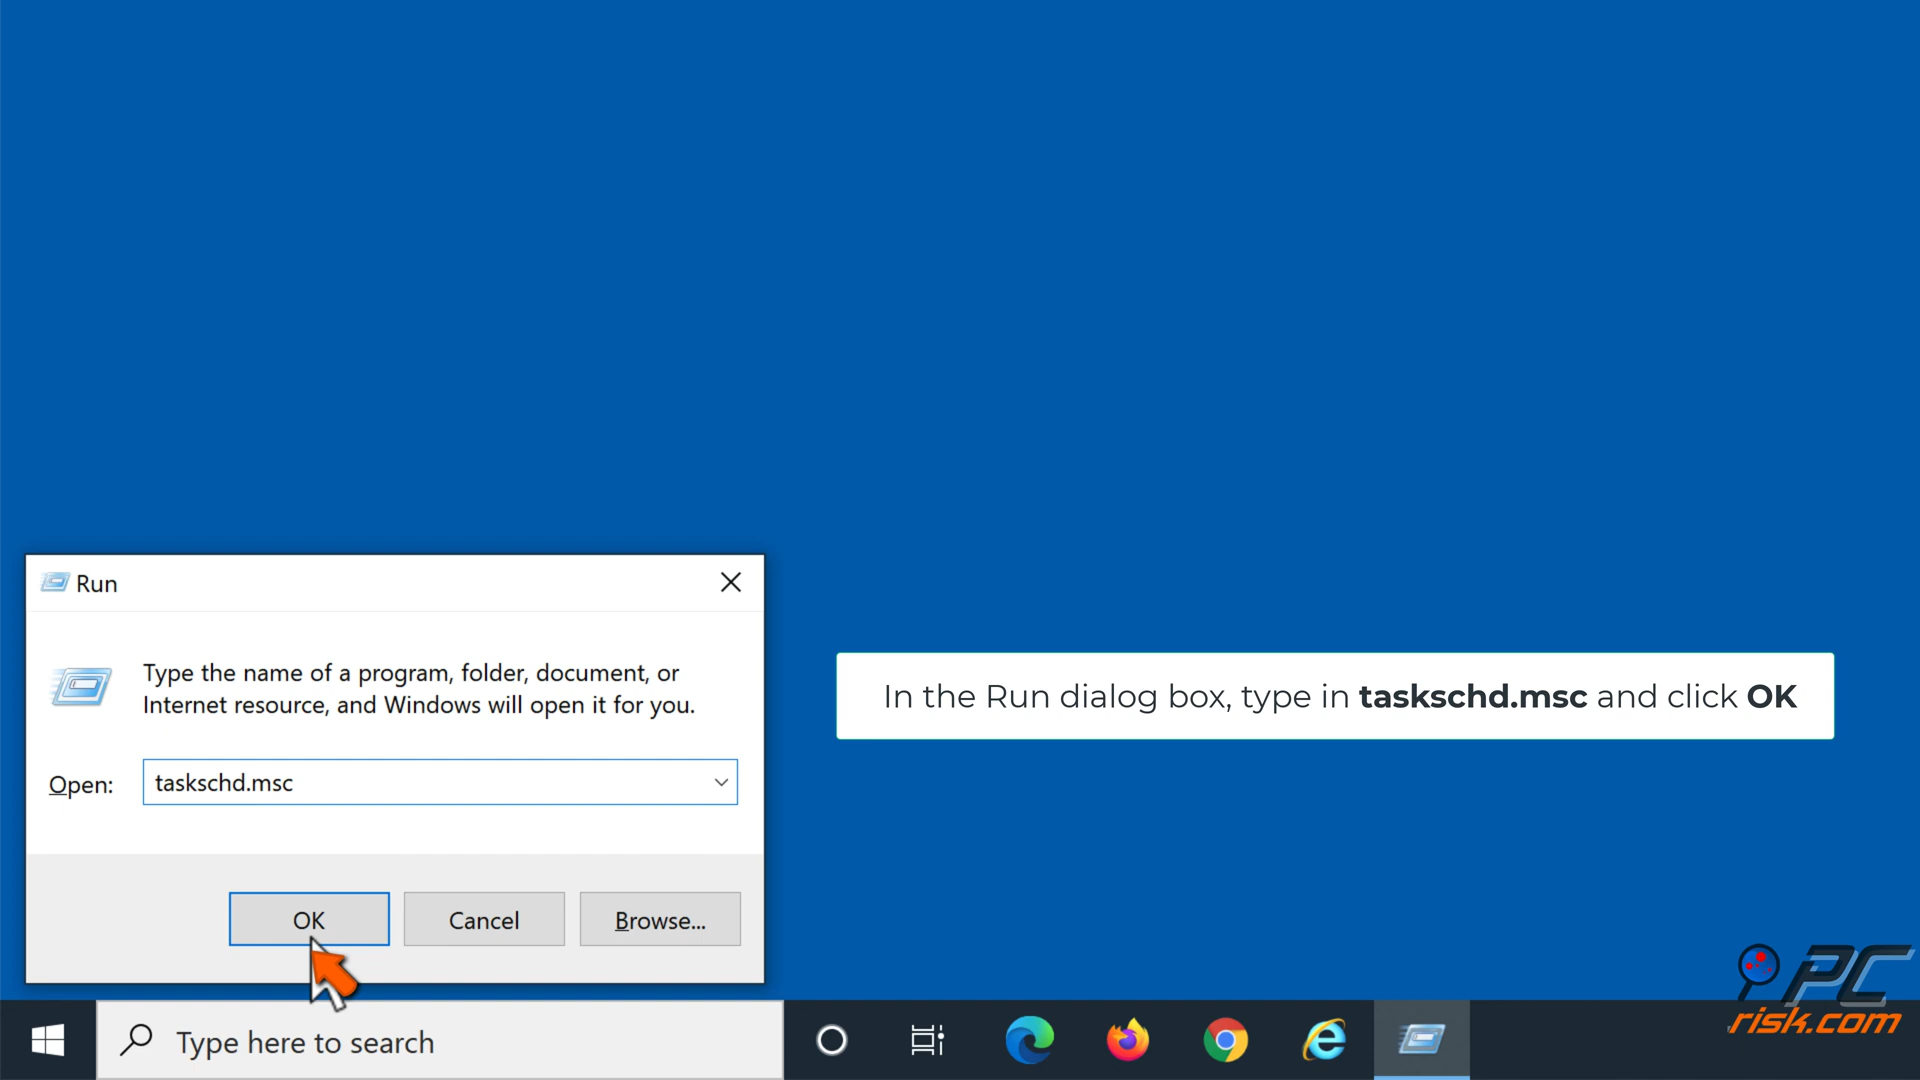 Run
Type the name of a program, folder, document, or
Internet resource, and Windows will open it for you.
Open:
taskschd.msc
OK
Cancel
Browse...
In the Run dialog box, type in taskschd.msc and click OK
Type here to search
PC
risk.com